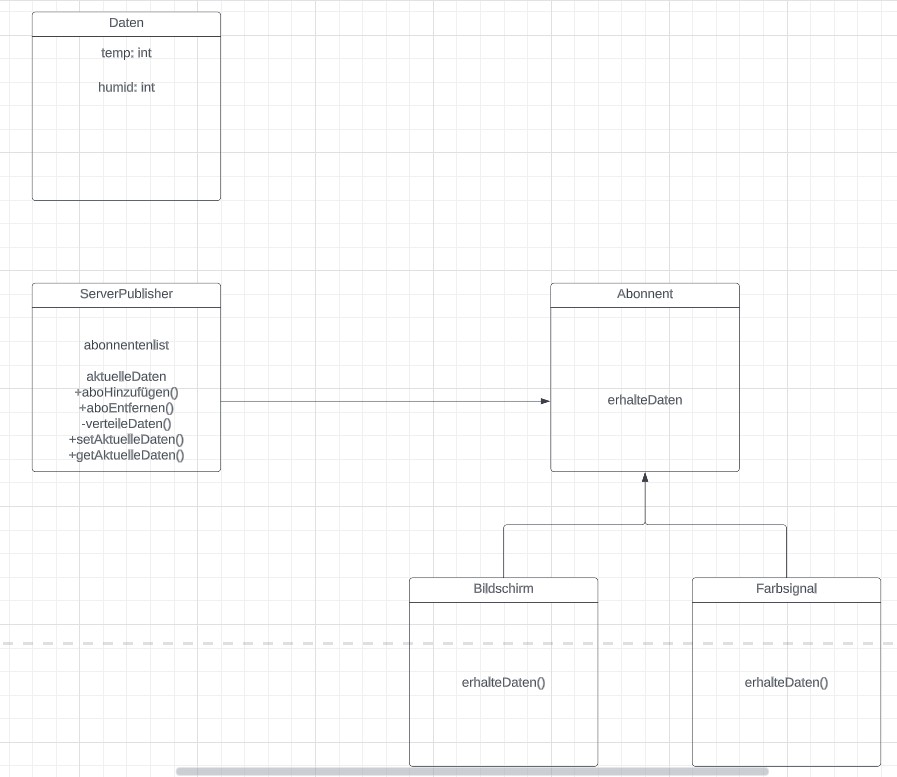 Daten
temp: int
humid: int
ServerPublisher
abonnentenlist
aktuelleDaten
+aboHinzufügen()
+aboEntfernen()
-verteileDaten()
+setAktuelleDaten()
+getAktuelleDaten()
Abonnent
erhalteDaten
Bildschirm
erhalteDaten()
Farbsignal
erhalteDaten()